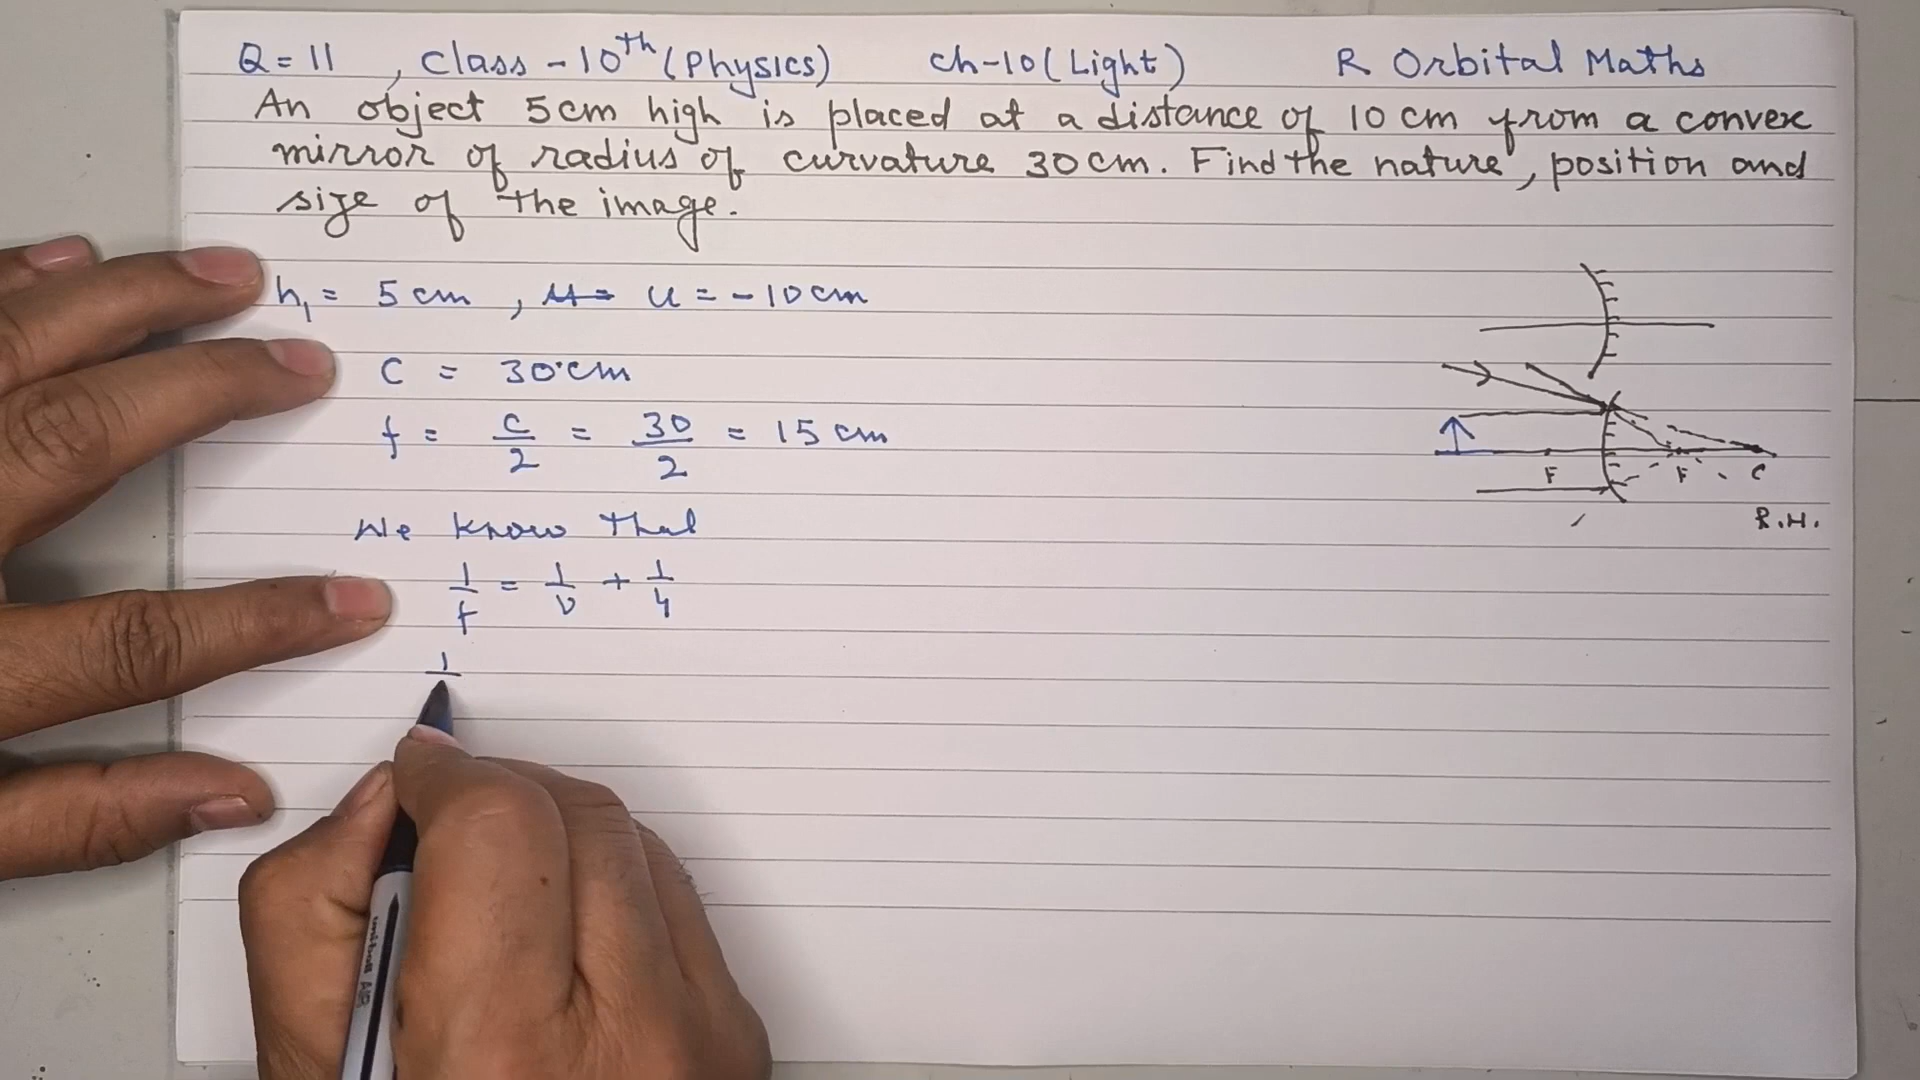 Q=11, Class-10th (Physics) Ch-10 (Light) R Orbital Maths
An object 5 cm high is placed at a distance of 10 cm from a convex
mirror of radius of curvature 30 cm. Find the nature, position and
size of the image.
h₁ = 5 cm, u = -10 cm
C = 30 cm
f = C/2 = 30/2 = 15 cm
We know that
1/f = 1/v + 1/u
1
F F C
R.H.